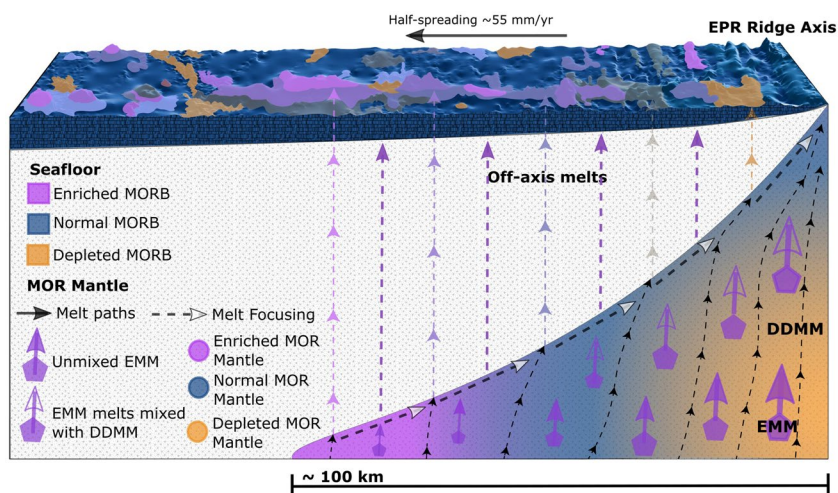 Half-spreading ~55 mm/yr
EPR Ridge Axis
Off-axis melts
Seafloor
Enriched MORB
Normal MORB
Depleted MORB
MOR Mantle
Melt paths
Melt Focusing
Unmixed EMM
EMM melts mixed
with DDMM
Enriched MOR
Mantle
Normal MOR
Mantle
Depleted MOR
Mantle
DDMM
EMM
~ 100 km